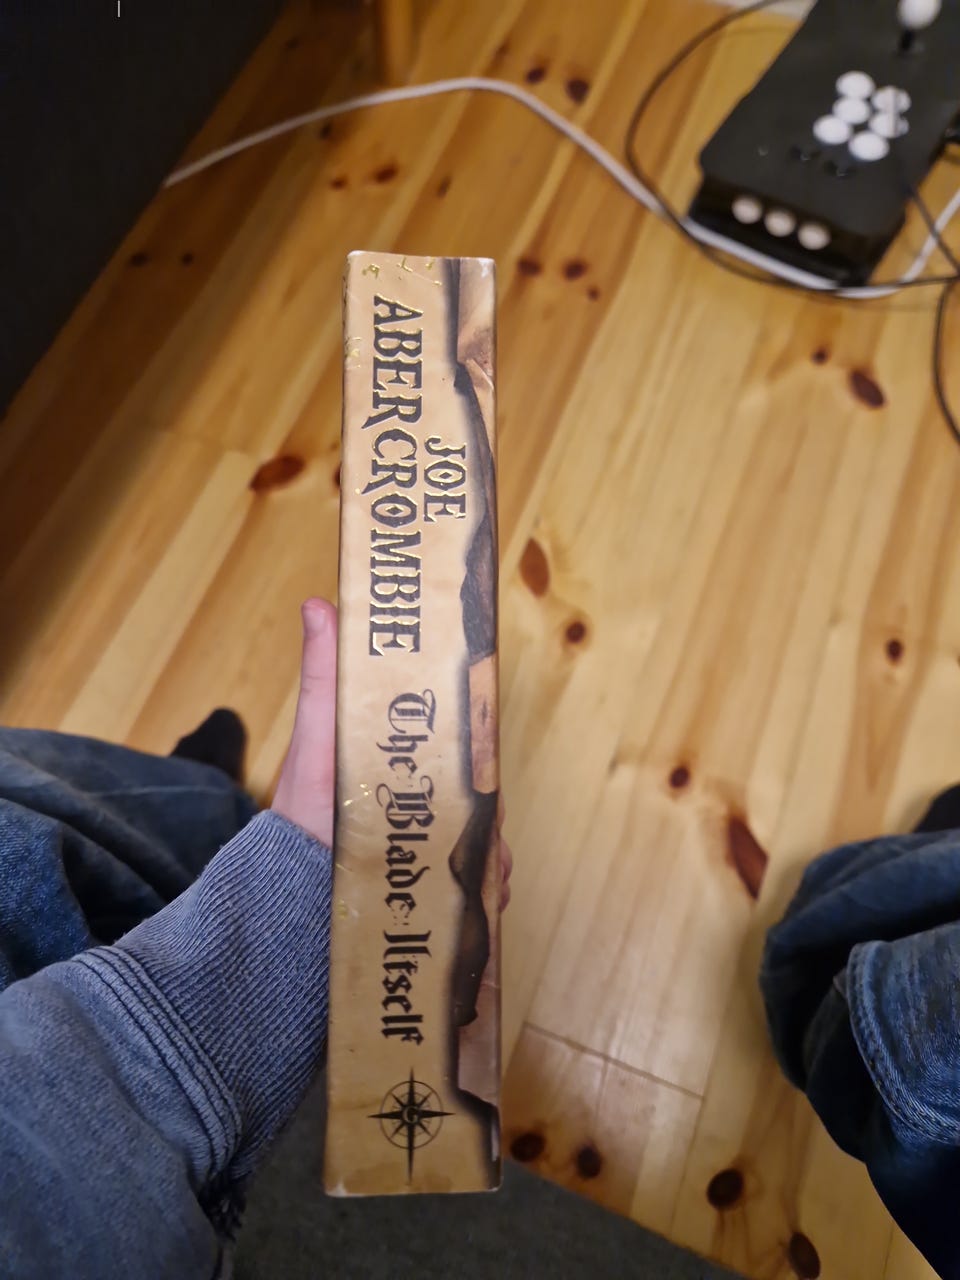 JOE
ABERCROMBIE
The Blade Itself
G